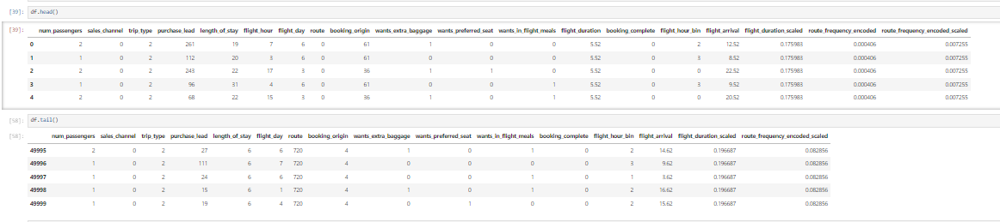 [39]: df.head()
[39]: num_passengers sales_channel trip_type purchase_lead length_of_stay flight_hour flight_day route booking_origin wants_extra_baggage wants_preferred_seat wants_in_flight_meals flight_duration booking_complete flight_hour_bin flight_arrival flight_duration_scaled route_frequency_encoded route_frequency_encoded_scaled
0 2 0 2 261 19 7 6 0 61 1 0 0 5.52 0 2 12.52 0.175983 0.000406 0.007255
1 1 0 2 112 20 3 6 0 61 0 0 0 5.52 0 3 8.52 0.175983 0.000406 0.007255
2 2 0 2 243 22 17 3 0 36 1 1 0 5.52 0 0 22.52 0.175983 0.000406 0.007255
3 1 0 2 96 31 4 6 0 61 0 0 1 5.52 0 3 9.52 0.175983 0.000406 0.007255
4 2 0 2 68 22 15 3 0 36 1 0 1 5.52 0 0 20.52 0.175983 0.000406 0.007255
[58]: df.tail()
[58]: num_passengers sales_channel trip_type purchase_lead length_of_stay flight_day route booking_origin wants_extra_baggage wants_preferred_seat wants_in_flight_meals booking_complete flight_hour_bin flight_arrival flight_duration_scaled route_frequency_encoded_scaled
49995 2 0 2 27 6 6 720 4 1 0 1 0 2 14.62 0.196687 0.082856
49996 1 0 2 111 6 7 720 4 0 0 0 0 3 9.62 0.196687 0.082856
49997 1 0 2 24 6 6 720 4 0 0 1 0 1 3.62 0.196687 0.082856
49998 1 0 2 15 6 1 720 4 1 0 1 0 2 16.62 0.196687 0.082856
49999 1 0 2 19 6 4 720 4 0 1 0 0 2 15.62 0.196687 0.082856